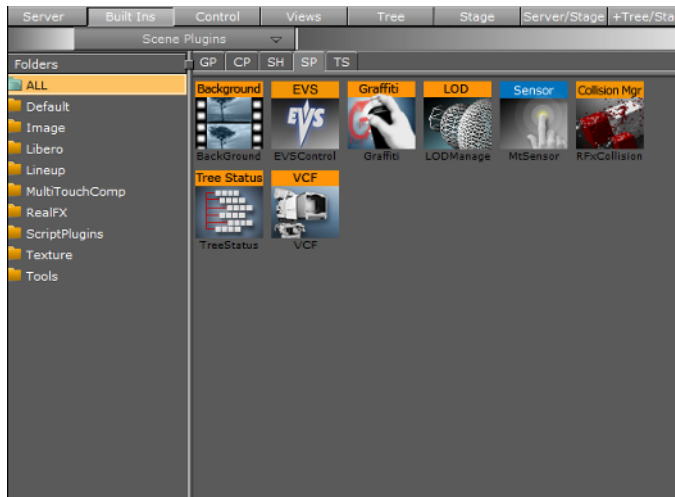 Server Built Ins Control Views Tree Stage Server/Stage +Tree/Sta
Scene Plugins
Folders GP CP SH SP TS
ALL
Default
Image
Libero
Lineup
MultiTouchComp
RealFX
ScriptPlugins
Texture
Tools
Background EVS Graffiti LOD Sensor Collision Mgr
EVS
BackGround EVSControl Graffiti LODManage MtSensor RFxCollision
Tree Status VCF
TreeStatus VCF